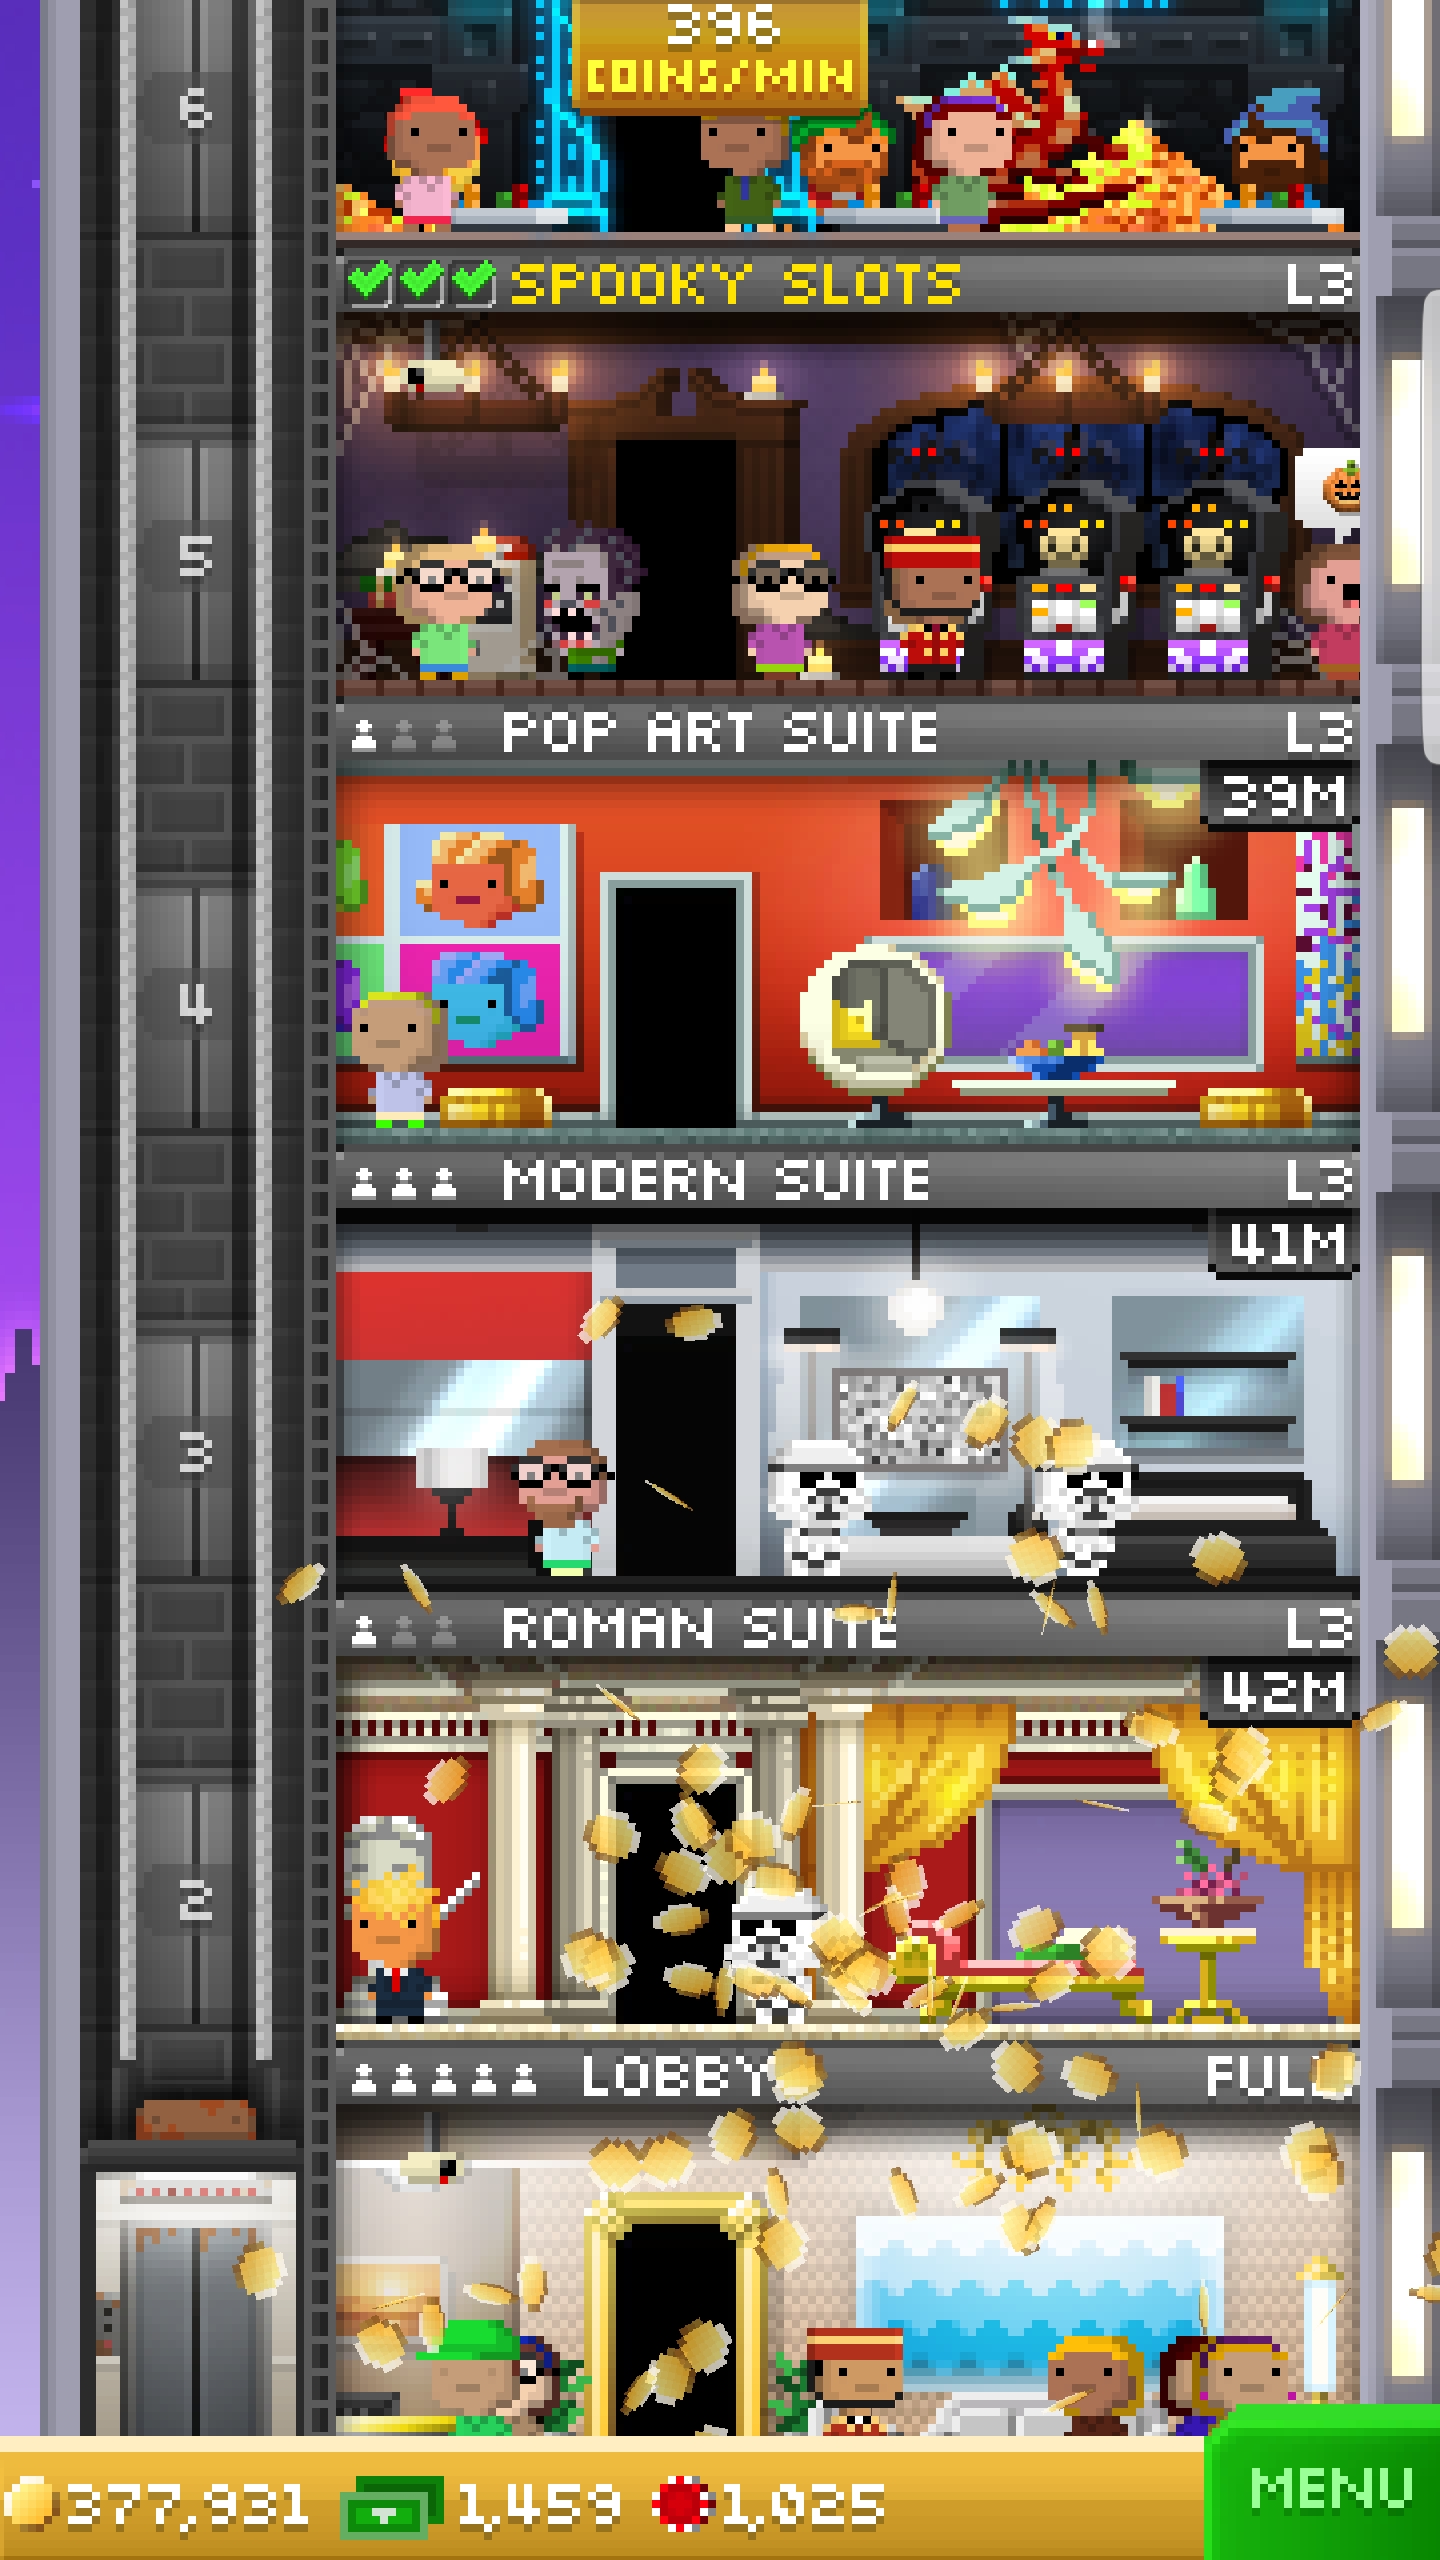 396
COINS/MIN
6
SPOOKY SLOTS L3
5
POP ART SUITE L3
39M
4
MODERN SUITE L3
41M
3
ROMAN SUITE L3
42M
2
LOBBY FULL
377,931 1,459 1,025 MENU